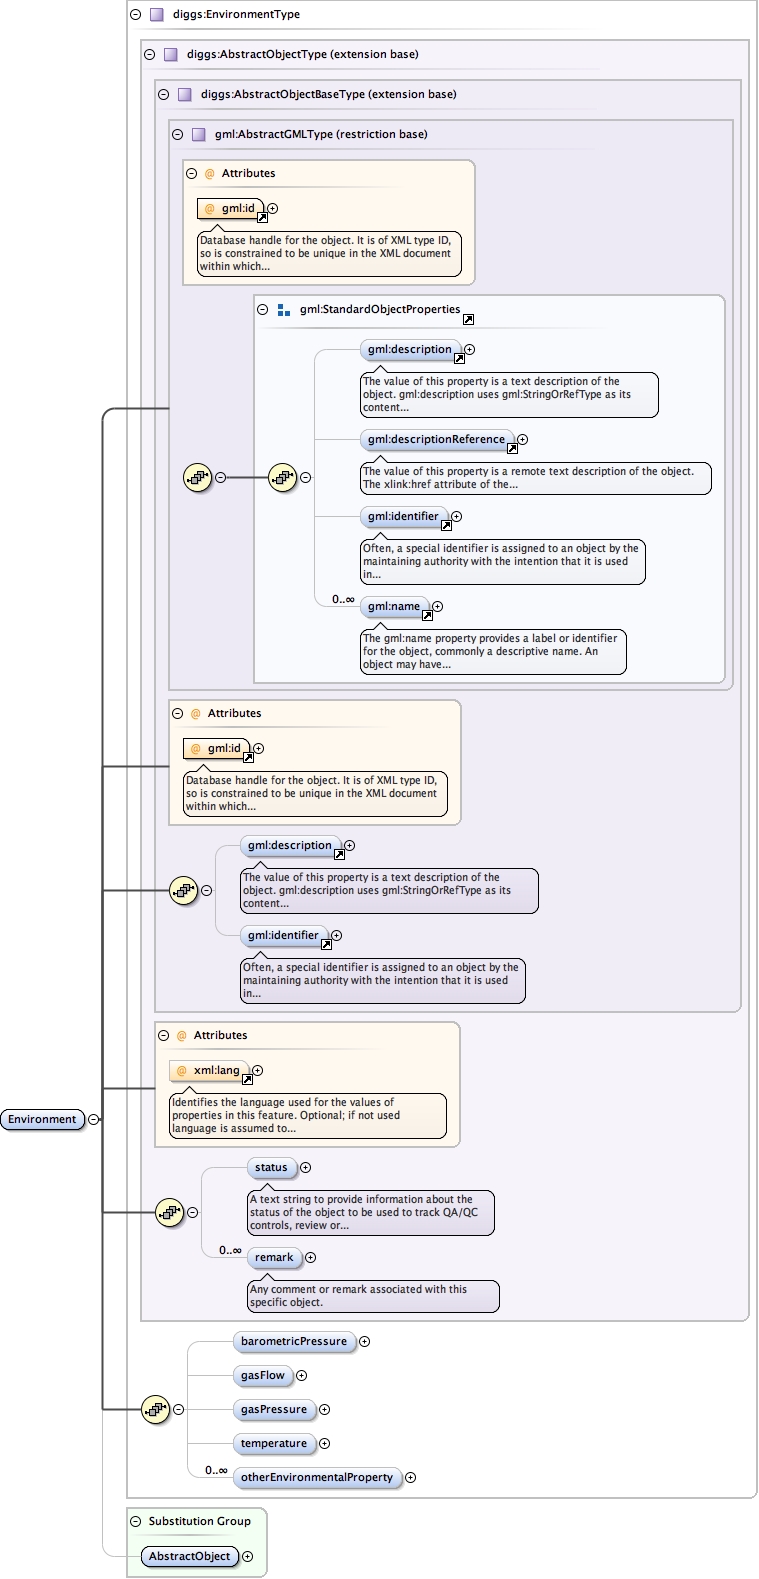 diggs:EnvironmentType
diggs:AbstractObjectType (extension base)
diggs:AbstractObjectBaseType (extension base)
gml:AbstractGMLType (restriction base)
@ Attributes
@ gml:id
Database handle for the object. It is of XML type ID,
so is constrained to be unique in the XML document
within which...
gml:StandardObjectProperties
gml:description
The value of this property is a text description of the
object. gml:description uses gml:StringOrRefType as its
content...
gml:descriptionReference
The value of this property is a remote text description of the object.
The xlink:href attribute of the...
gml:identifier
Often, a special identifier is assigned to an object by the
maintaining authority with the intention that it is used
in...
0..∞
gml:name
The gml:name property provides a label or identifier
for the object, commonly a descriptive name. An
object may have...
@ Attributes
@ gml:id
Database handle for the object. It is of XML type ID,
so is constrained to be unique in the XML document
within which...
gml:description
The value of this property is a text description of the
object. gml:description uses gml:StringOrRefType as its
content...
gml:identifier
Often, a special identifier is assigned to an object by the
maintaining authority with the intention that it is used
in...
@ Attributes
@ xml:lang
Identifies the language used for the values of
properties in this feature. Optional; if not used
language is assumed to...
Environment
status
A text string to provide information about the
status of the object to be used to track QA/QC
controls, review or...
0..∞
remark
Any comment or remark associated with this
specific object.
barometricPressure
gasFlow
gasPressure
temperature
0..∞
otherEnvironmentalProperty
Substitution Group
AbstractObject